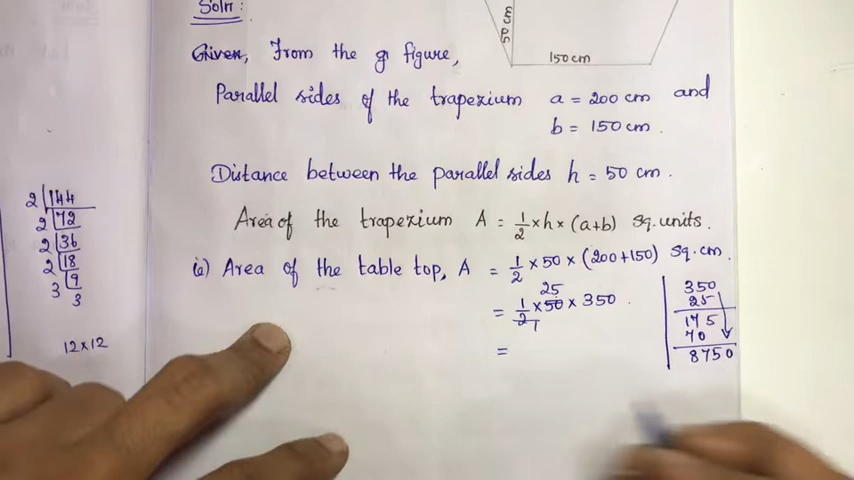 Soln:
50 cm
150cm
Given, From the gi figure,
Parallel sides of the trapezium a = 200 cm and
b = 150 cm.
Distance between the parallel sides h = 50 cm.
Area of the trapezium A = 1/2 × h × (a+b) Sq. units.
(i) Area of the table top, A = 1/2 × 50 × (200+150) Sq. cm.
25
= 1/2 × 50 × 350
1
=
350
25
175
70
8750
2 144
2 72
2 36
2 18
3 9
3
12×12